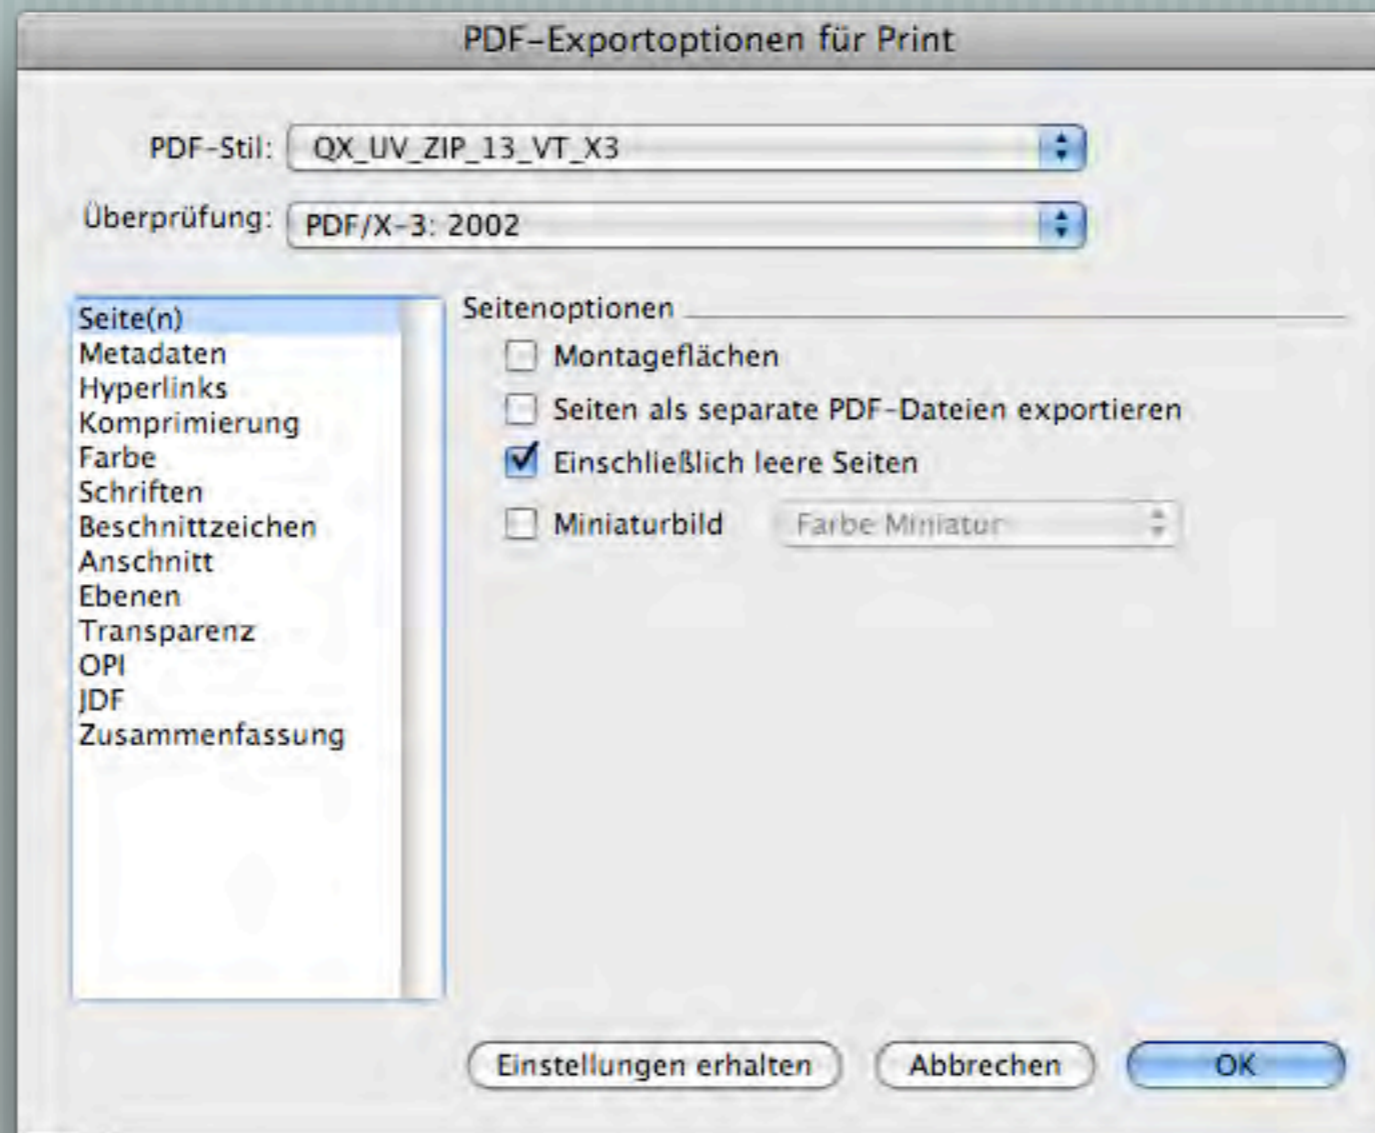 PDF-Exportoptionen für Print
PDF-Stil: QX_UV_ZIP_13_VT_X3
Überprüfung: PDF/X-3: 2002
Seite(n)
Metadaten
Hyperlinks
Komprimierung
Farbe
Schriften
Beschnittzeichen
Anschnitt
Ebenen
Transparenz
OPI
JDF
Zusammenfassung
Seitenoptionen
Montageflächen
Seiten als separate PDF-Dateien exportieren
Einschließlich leere Seiten
Miniaturbild Farbe Miniatur
Einstellungen erhalten Abbrechen OK